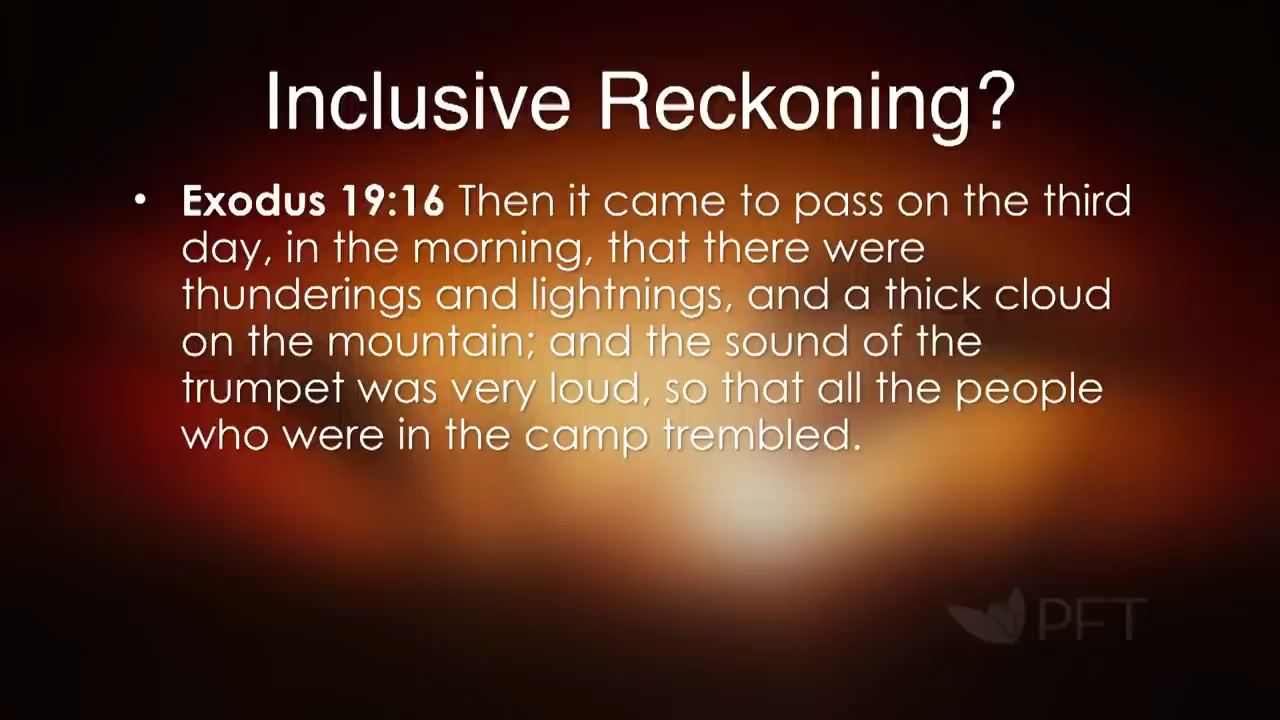 Inclusive Reckoning?
• Exodus 19:16 Then it came to pass on the third
day, in the morning, that there were
thunderings and lightnings, and a thick cloud
on the mountain; and the sound of the
trumpet was very loud, so that all the people
who were in the camp trembled.
PFT